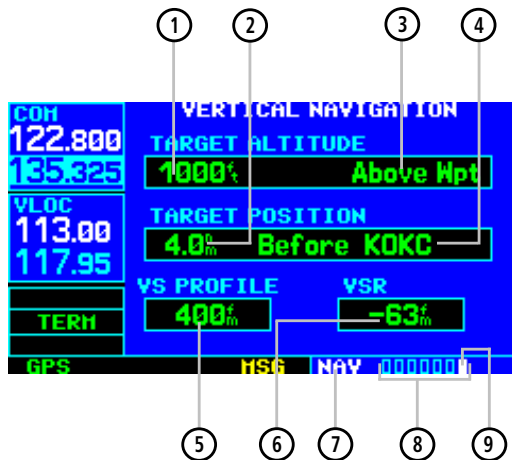 1 2 3 4
COM
122.800
135.325
VLOC
113.00
117.95
TERM
VERTICAL NAVIGATION
TARGET ALTITUDE
1000ft Above Wpt
TARGET POSITION
4.0nm Before KOKC
VS PROFILE VSR
400fm -63fm
GPS MSG NAV
5 6 7 8 9